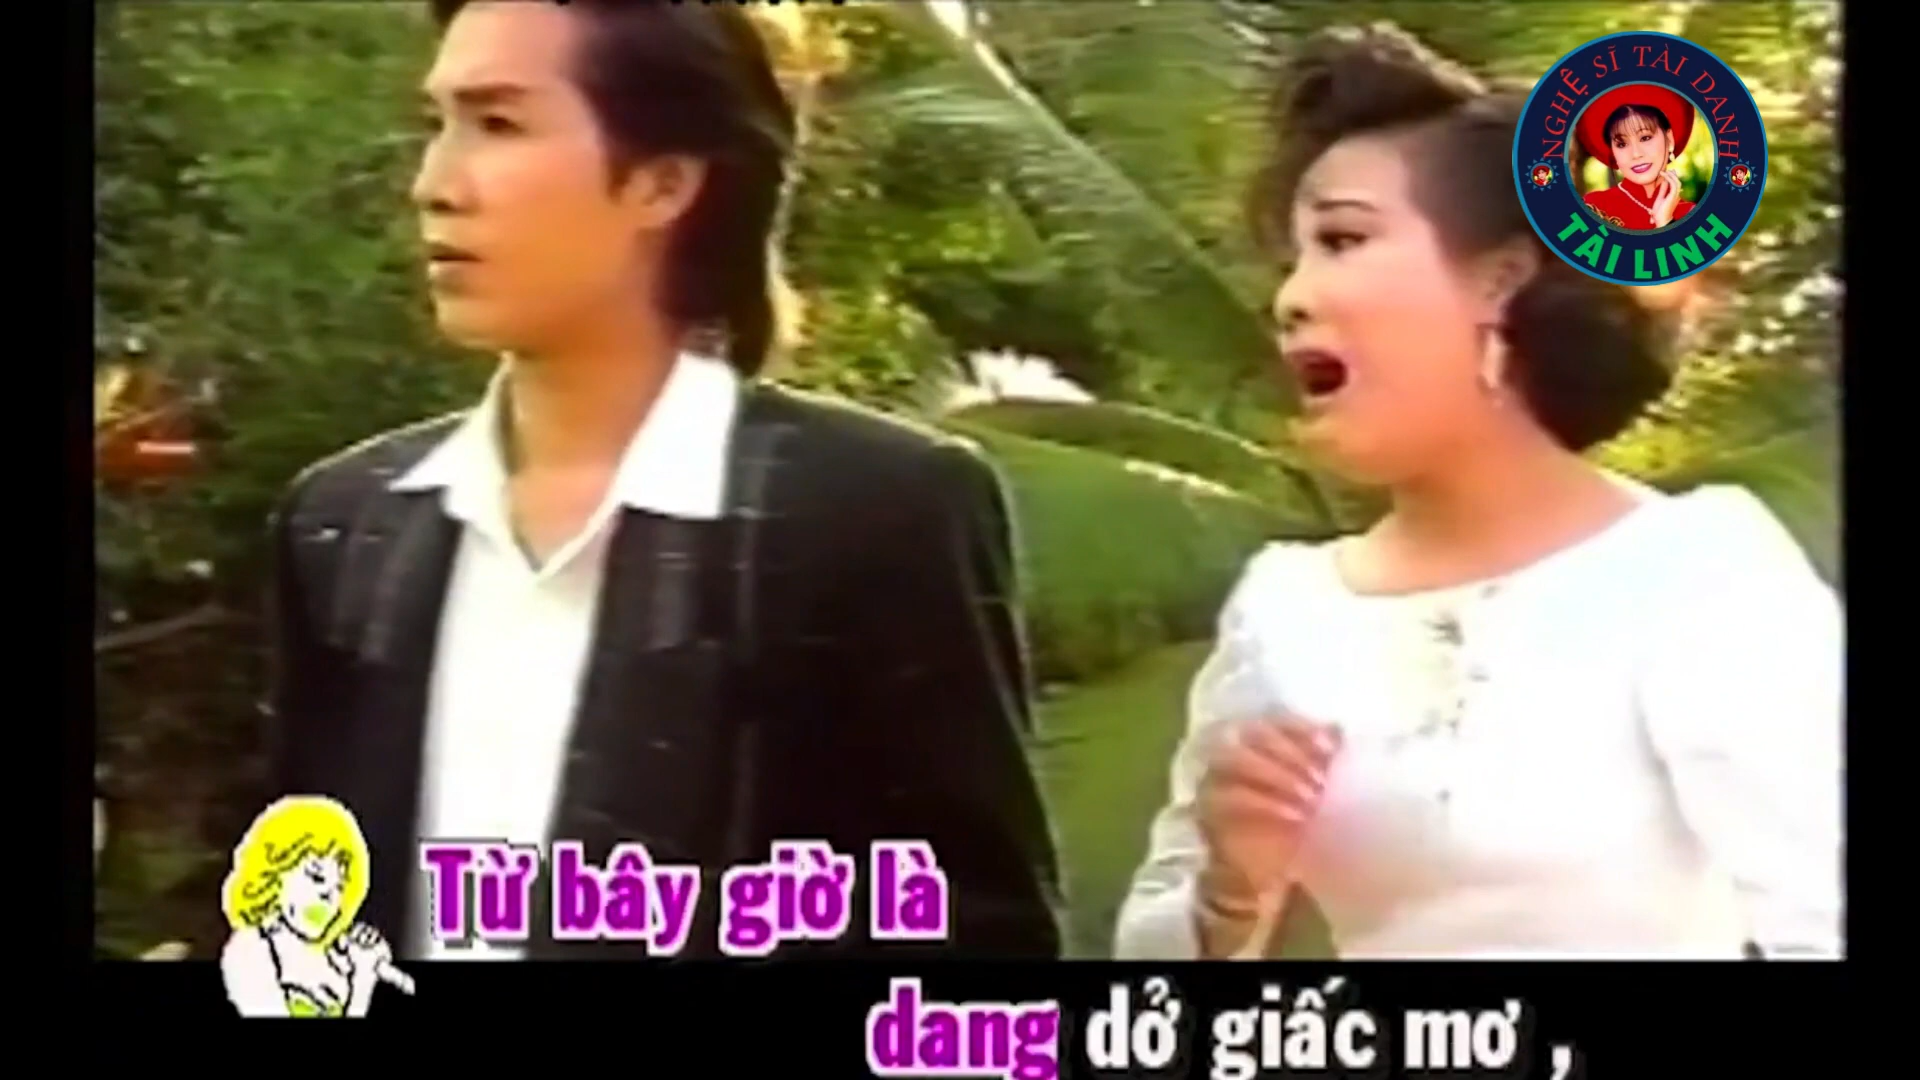 NGHỆ SĨ TÀI DANH
TÀI LINH
Từ bây giờ là
dang dở giấc mơ ,